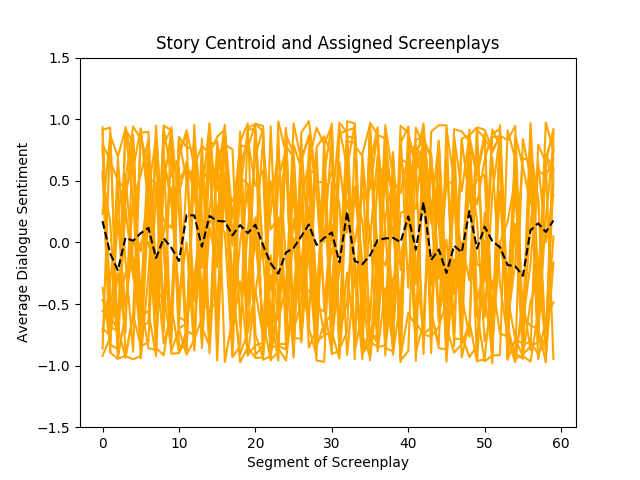 Story Centroid and Assigned Screenplays
1.5
1.0
0.5
0.0
−0.5
−1.0
−1.5
Average Dialogue Sentiment
0 10 20 30 40 50 60
Segment of Screenplay